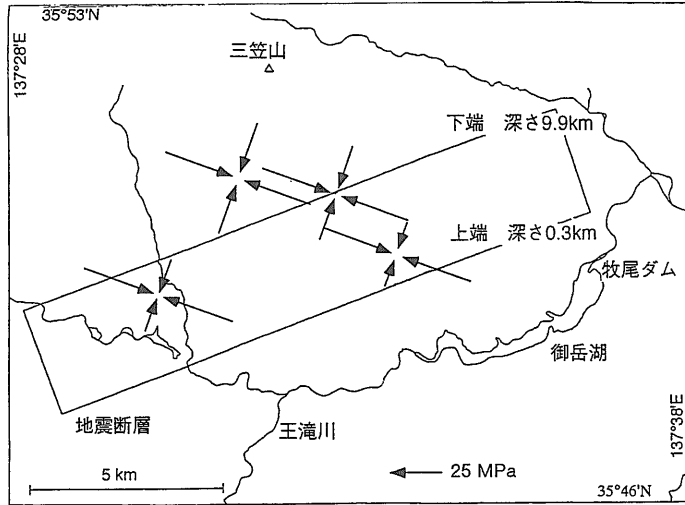 35°53'N
137°28'E
三笠山
下端 深さ9.9km
上端 深さ0.3km
牧尾ダム
御岳湖
地震断層
王滝川
137°38'E
5 km
25 MPa
35°46'N